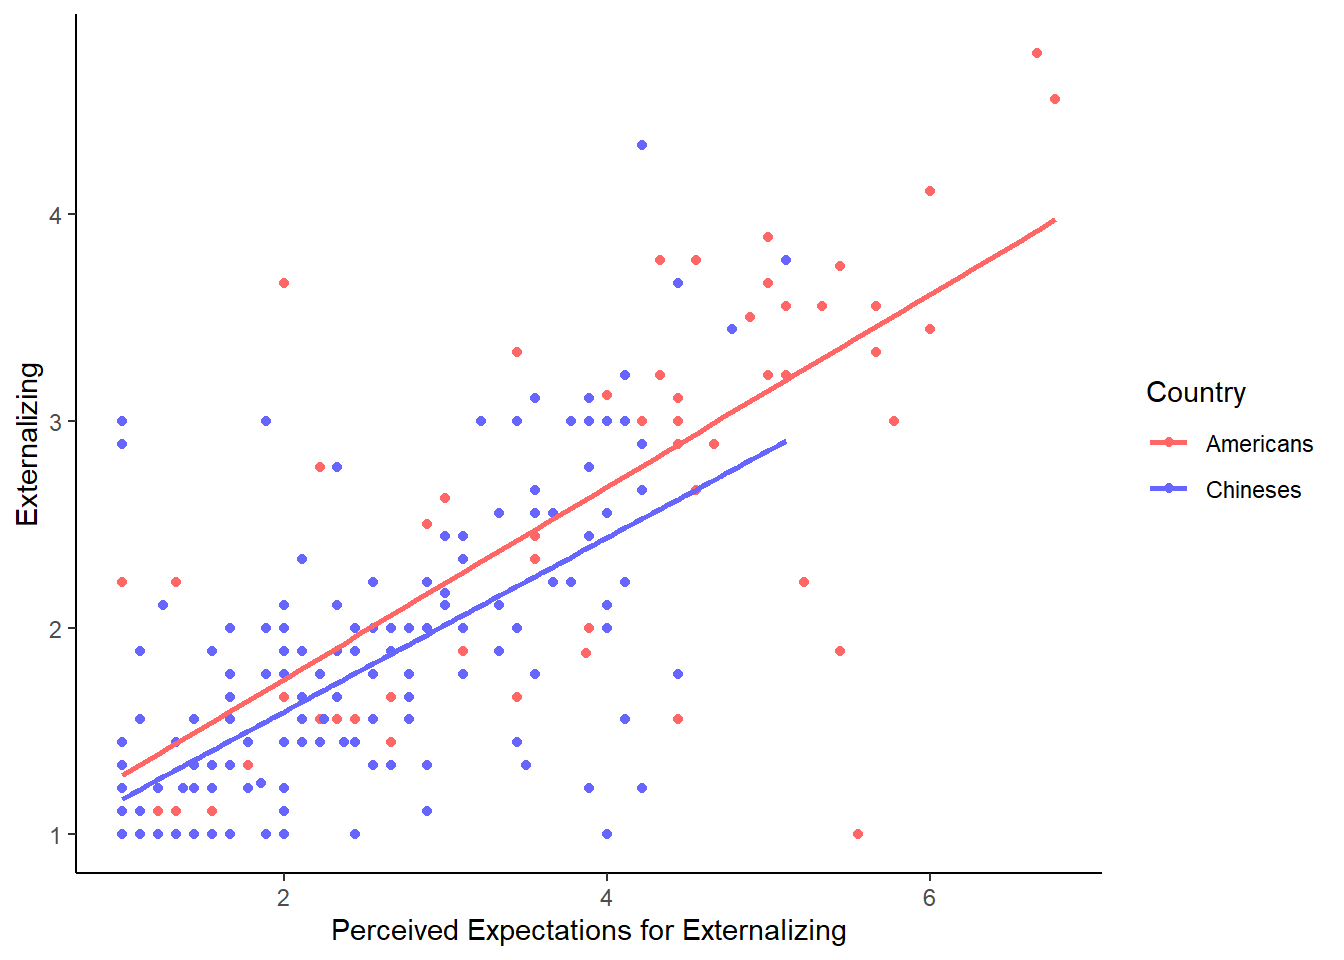 Externalizing
4
3
2
1
2 4 6
Perceived Expectations for Externalizing
Country
Americans
Chineses